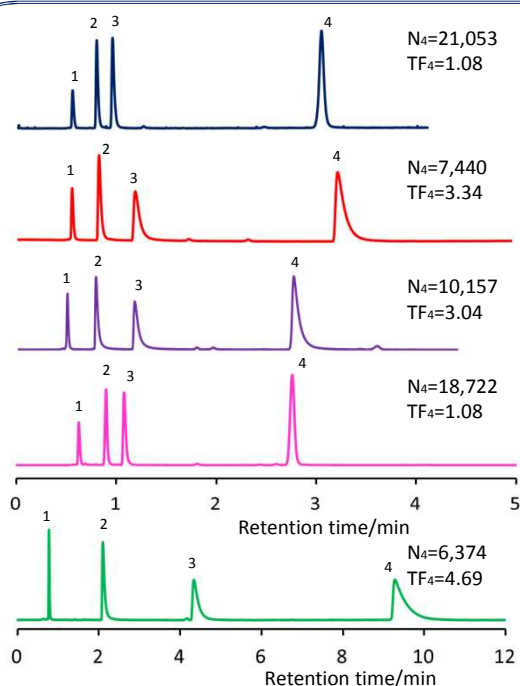 1 2 3 4
N₄=21,053
TF₄=1.08
1 2 3 4
N₄=7,440
TF₄=3.34
1 2 3 4
N₄=10,157
TF₄=3.04
1 2 3 4
N₄=18,722
TF₄=1.08
0 1 2 3 4 5
Retention time/min
1 2 3 4
N₄=6,374
TF₄=4.69
0 2 4 6 8 10 12
Retention time/min